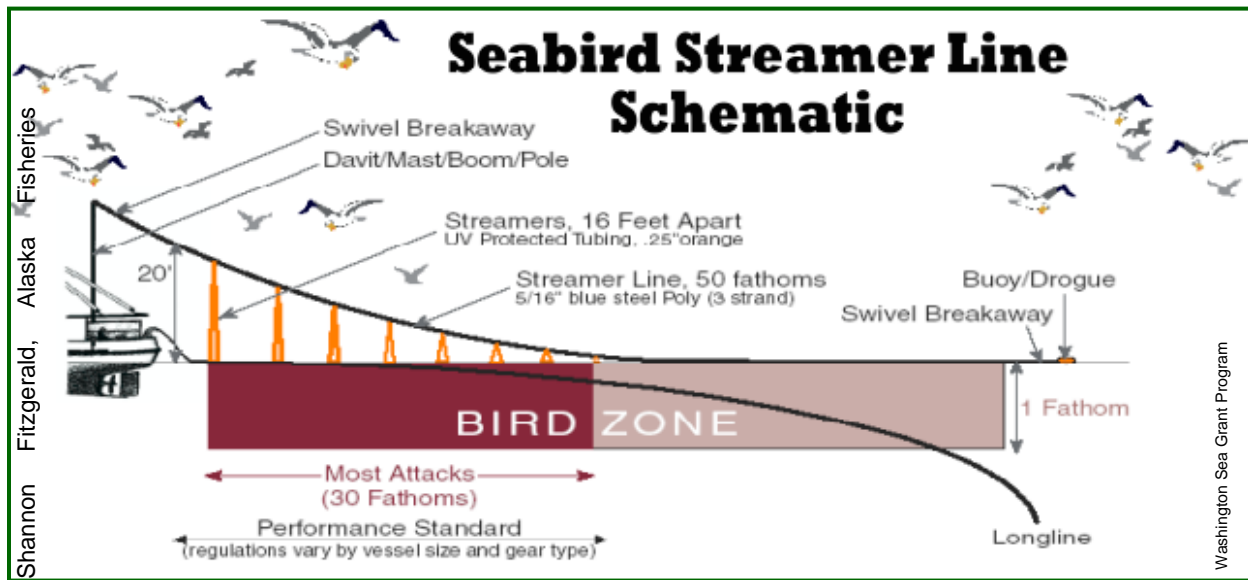 Seabird Streamer Line
Schematic
Swivel Breakaway
Davit/Mast/Boom/Pole
Streamers, 16 Feet Apart
UV Protected Tubing, .25"orange
20'
Streamer Line, 50 fathoms
5/16" blue steel Poly (3 strand)
Buoy/Drogue
Swivel Breakaway
1 Fathom
BIRD ZONE
Most Attacks
(30 Fathoms)
Performance Standard
(regulations vary by vessel size and gear type)
Longline
Shannon Fitzgerald, Alaska Fisheries
Washington Sea Grant Program